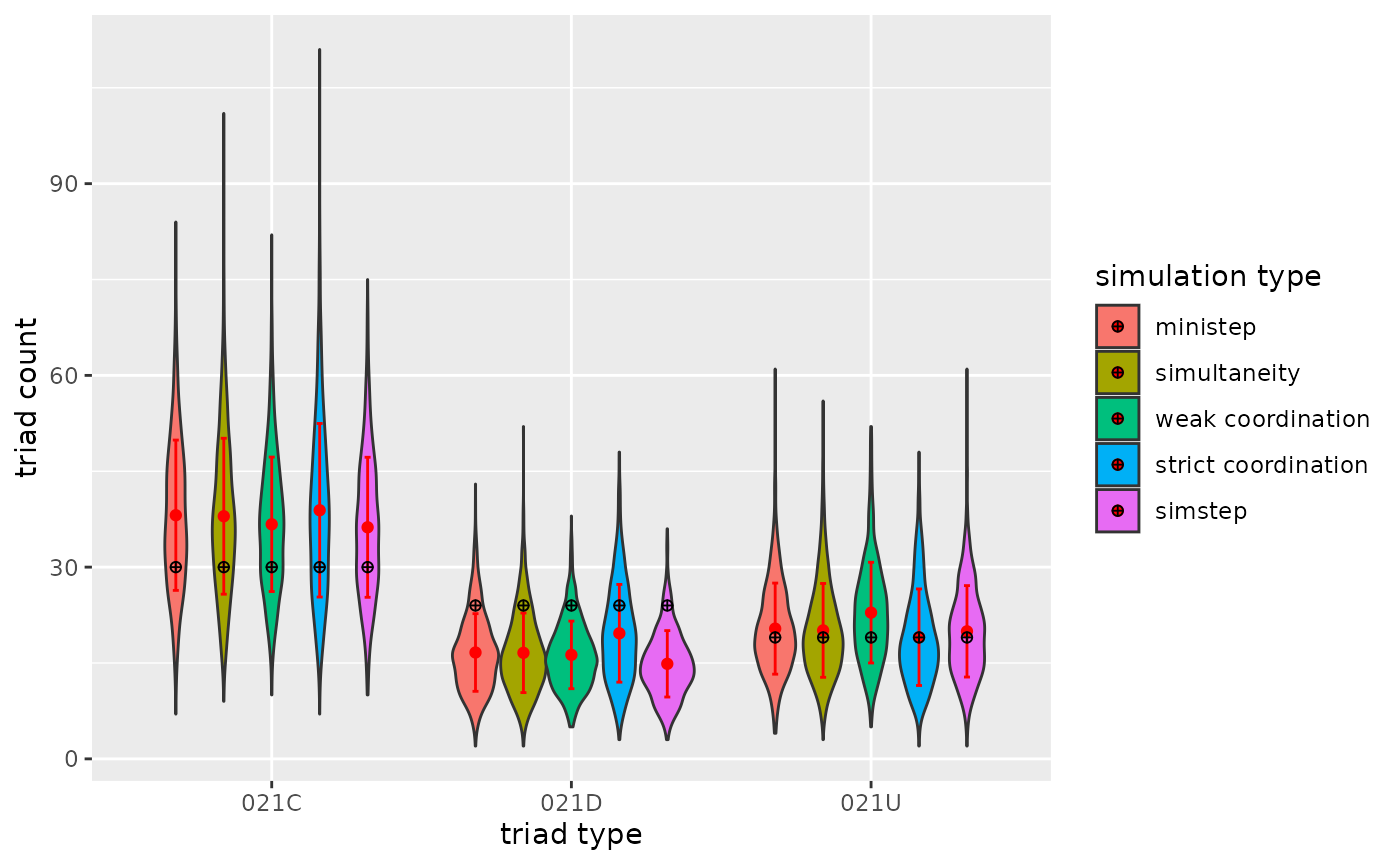 triad count
90
60
30
0
021C
021D
021U
triad type
simulation type
ministep
simultaneity
weak coordination
strict coordination
simstep